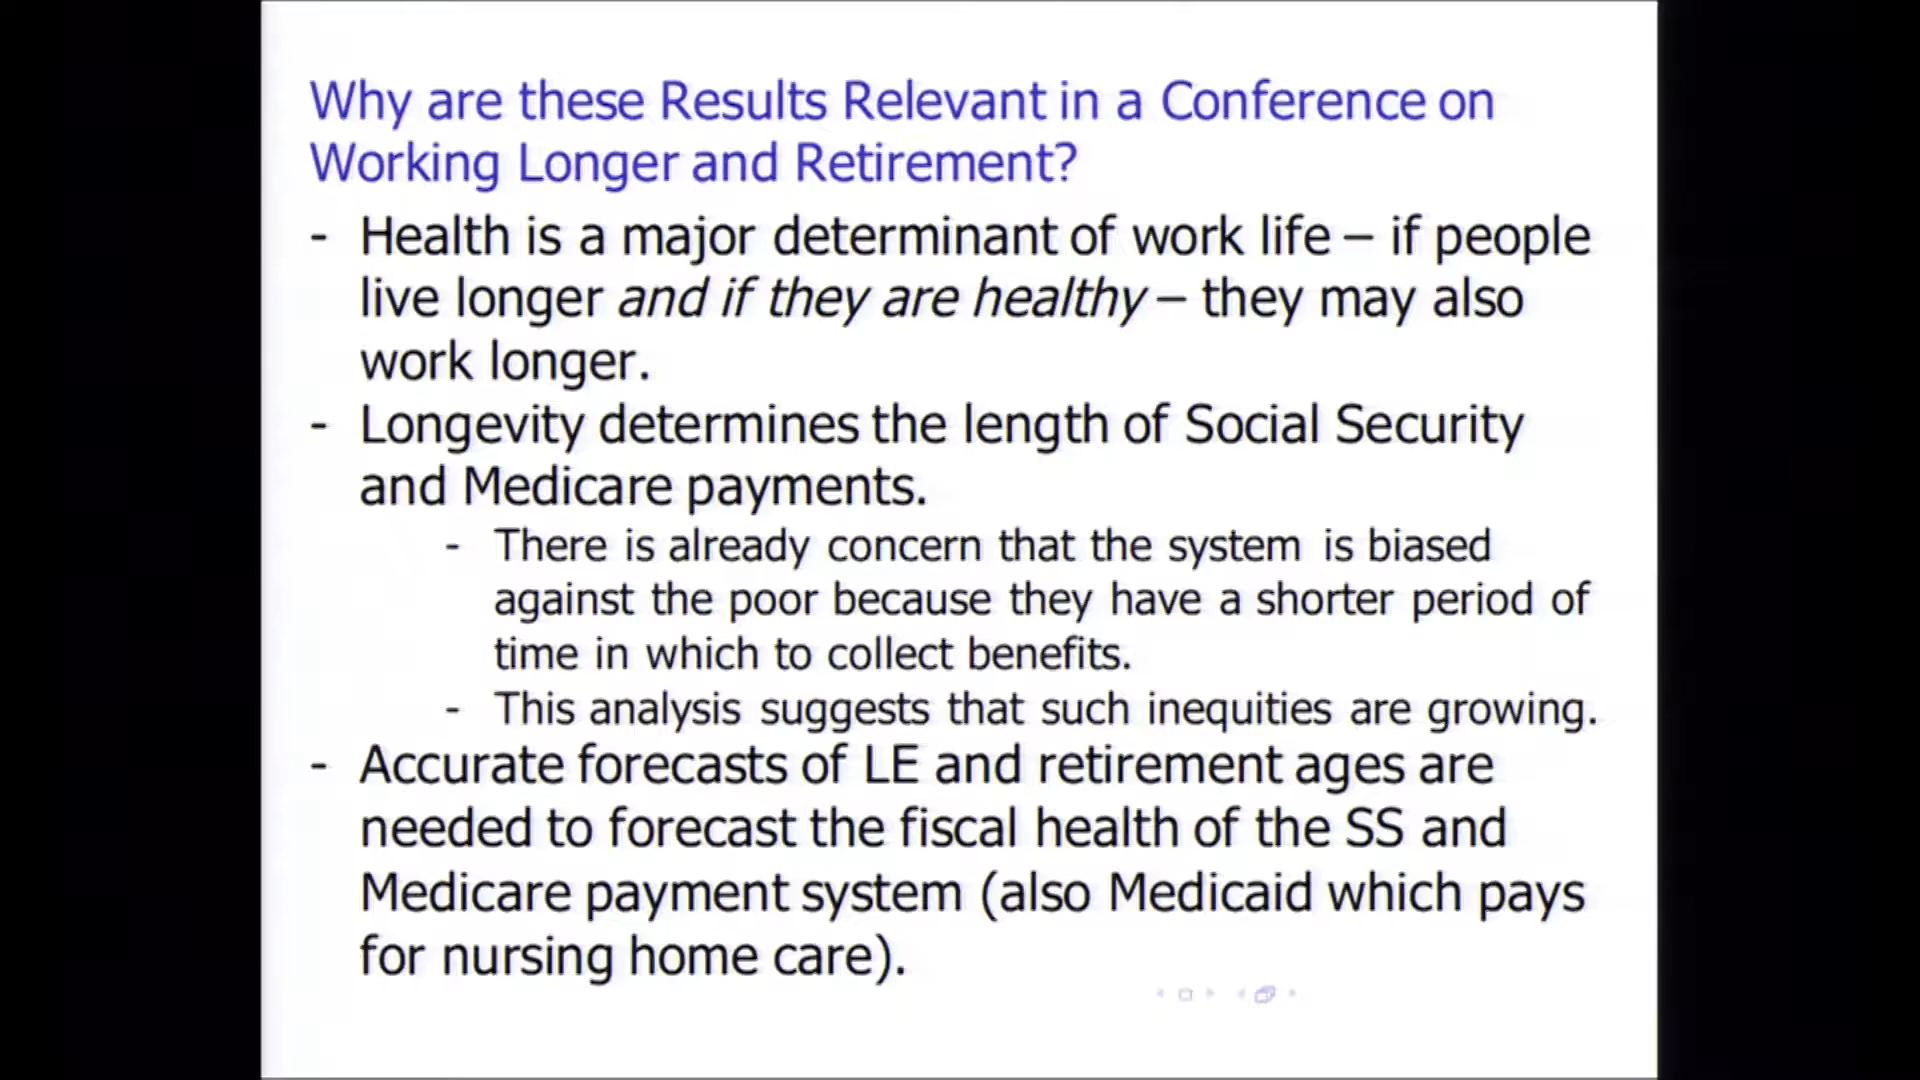 Why are these Results Relevant in a Conference on
Working Longer and Retirement?
- Health is a major determinant of work life – if people
live longer and if they are healthy – they may also
work longer.
- Longevity determines the length of Social Security
and Medicare payments.
- There is already concern that the system is biased
against the poor because they have a shorter period of
time in which to collect benefits.
- This analysis suggests that such inequities are growing.
- Accurate forecasts of LE and retirement ages are
needed to forecast the fiscal health of the SS and
Medicare payment system (also Medicaid which pays
for nursing home care).